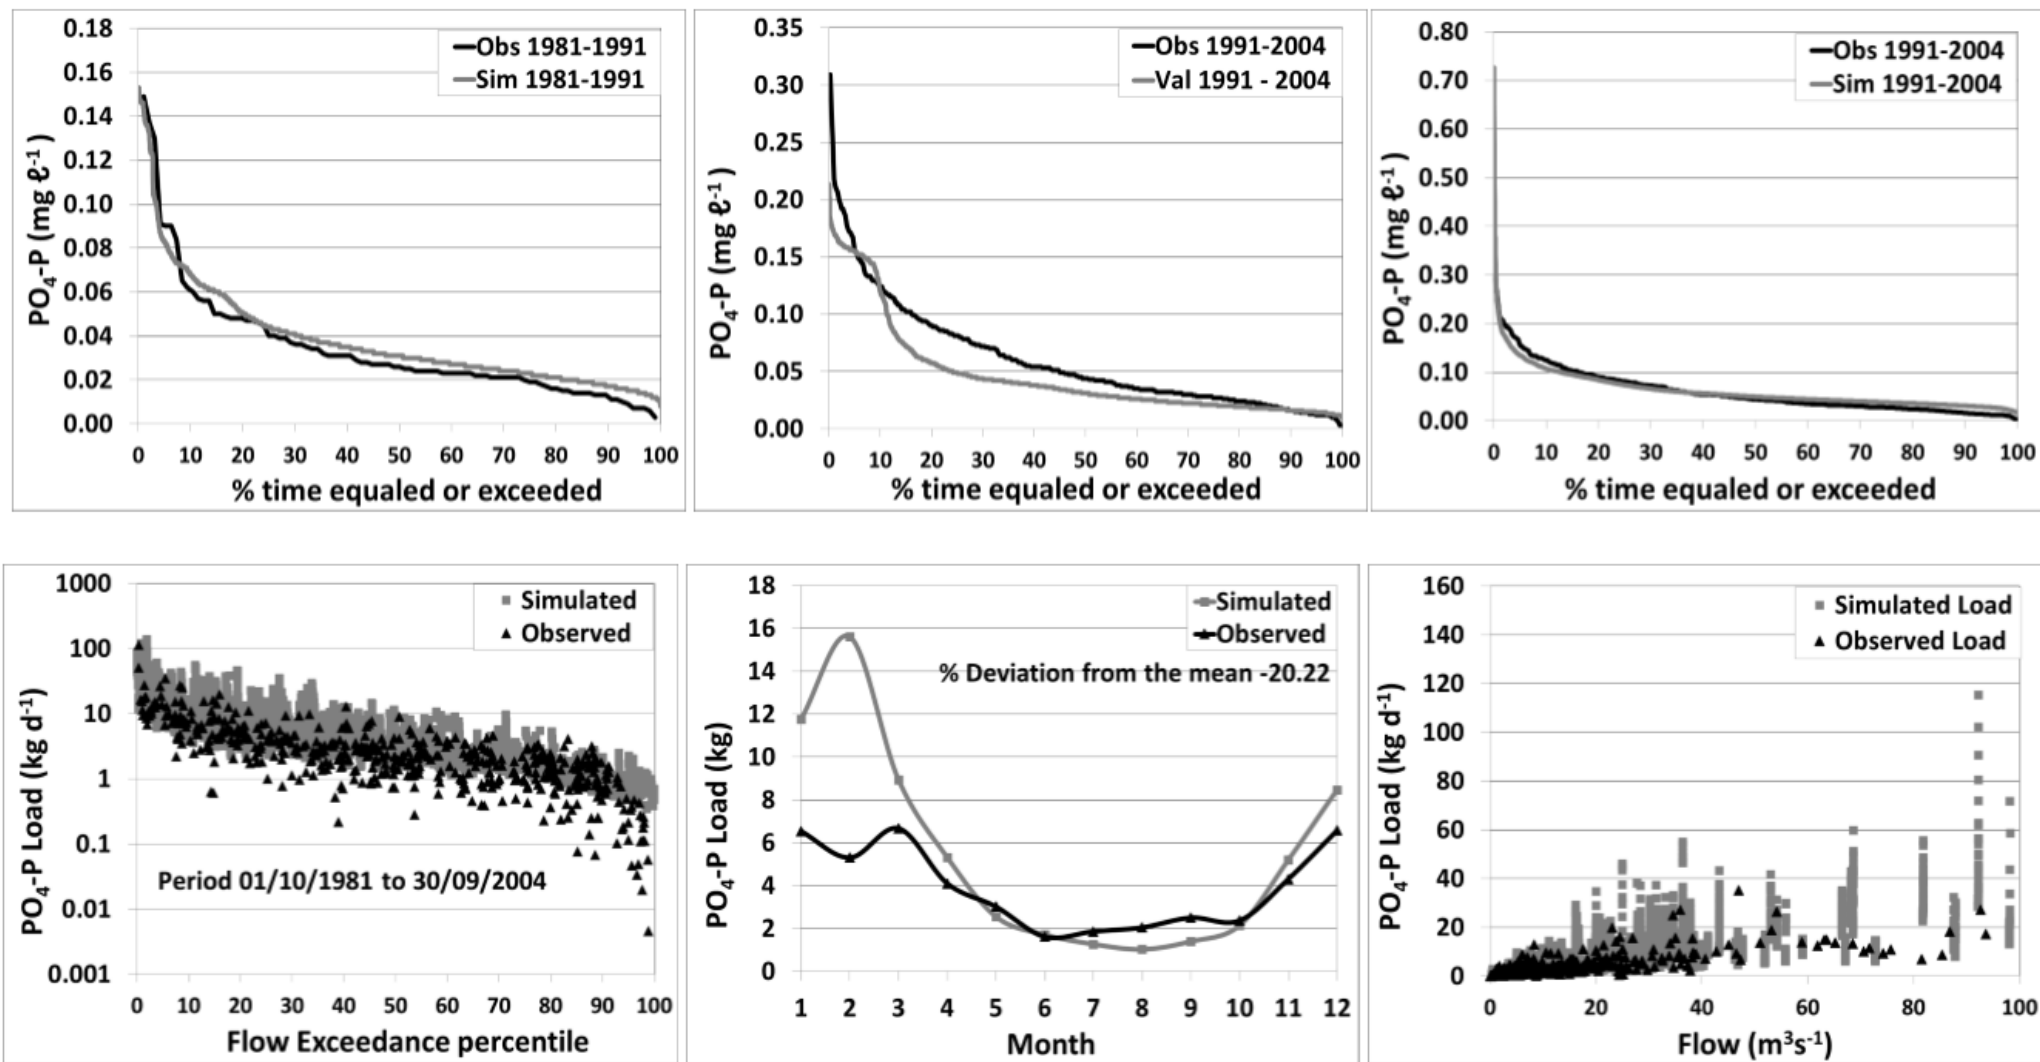 0.18
0.16
0.14
0.12
0.10
0.08
0.06
0.04
0.02
0.00
PO₄-P (mg ℓ⁻¹)
Obs 1981-1991
Sim 1981-1991
0 10 20 30 40 50 60 70 80 90 100
% time equaled or exceeded
0.35
0.30
0.25
0.20
0.15
0.10
0.05
0.00
PO₄-P (mg ℓ⁻¹)
Obs 1991-2004
Val 1991 - 2004
0 10 20 30 40 50 60 70 80 90 100
% time equaled or exceeded
0.80
0.70
0.60
0.50
0.40
0.30
0.20
0.10
0.00
PO₄-P (mg ℓ⁻¹)
Obs 1991-2004
Sim 1991-2004
0 10 20 30 40 50 60 70 80 90 100
% time equaled or exceeded
1000
100
10
1
0.1
0.01
0.001
PO₄-P Load (kg d⁻¹)
Simulated
Observed
Period 01/10/1981 to 30/09/2004
0 10 20 30 40 50 60 70 80 90 100
Flow Exceedance percentile
18
16
14
12
10
8
6
4
2
0
PO₄-P Load (kg)
Simulated
Observed
% Deviation from the mean -20.22
1 2 3 4 5 6 7 8 9 10 11 12
Month
160
140
120
100
80
60
40
20
0
PO₄-P Load (kg d⁻¹)
Simulated Load
Observed Load
0 20 40 60 80 100
Flow (m³s⁻¹)